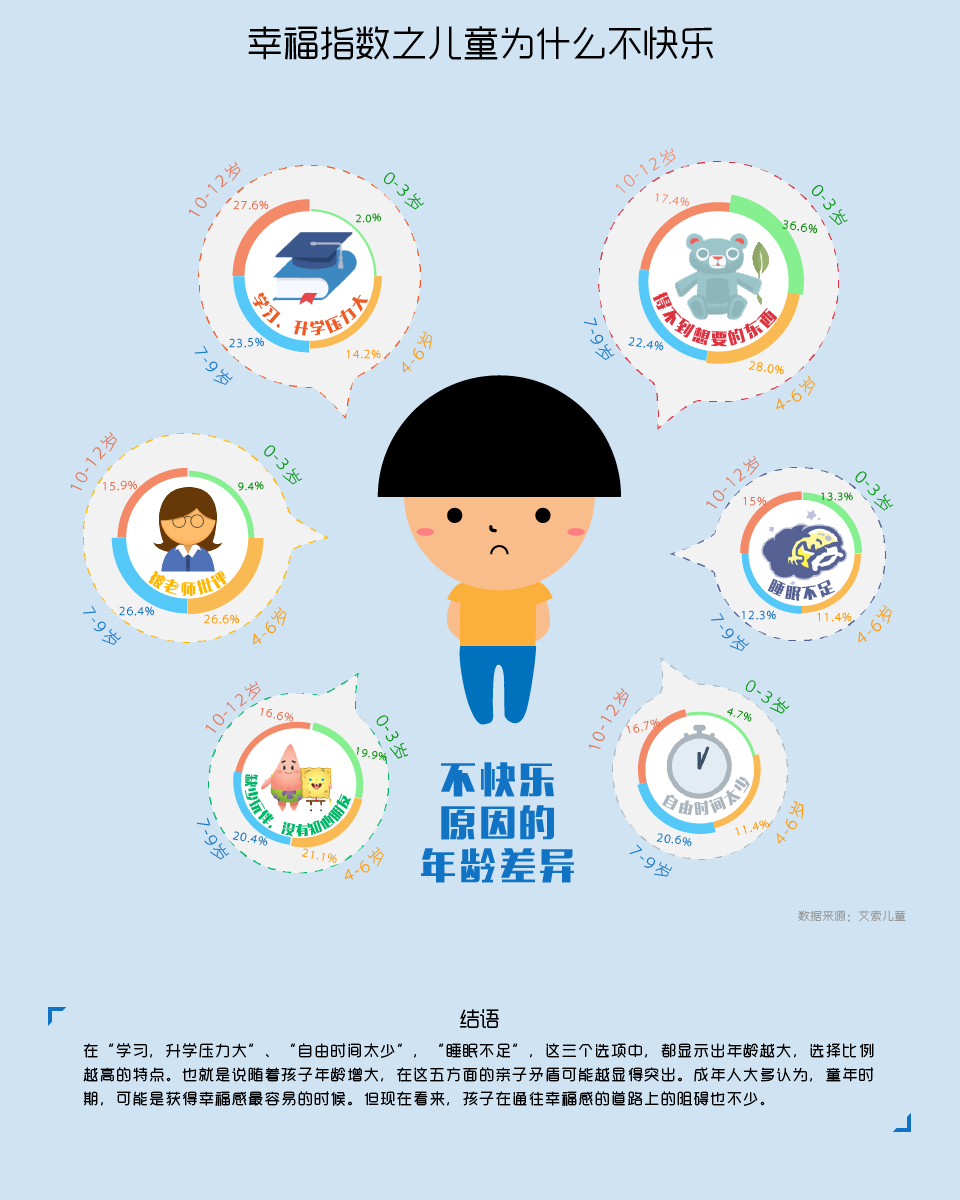 幸福指数之儿童为什么不快乐
10-12岁
27.6%
0-3岁
2.0%
学习、升学压力大
7-9岁
23.5%
4-6岁
14.2%
10-12岁
17.4%
0-3岁
36.6%
得不到想要的东西
7-9岁
22.4%
4-6岁
28.0%
10-12岁
15.9%
0-3岁
9.4%
被老师批评
7-9岁
26.4%
4-6岁
26.6%
10-12岁
15%
0-3岁
13.3%
睡眠不足
7-9岁
12.3%
4-6岁
11.4%
10-12岁
16.6%
0-3岁
19.9%
缺少玩伴，没有知心朋友
7-9岁
20.4%
4-6岁
21.1%
10-12岁
16.7%
0-3岁
4.7%
自由时间太少
7-9岁
20.6%
4-6岁
11.4%
不快乐
原因的
年龄差异
数据来源：艾索儿童
结语
在“学习，升学压力大”、“自由时间太少”，“睡眠不足”，这三个选项中，都显示出年龄越大，选择比例
越高的特点。也就是说随着孩子年龄增大，在这五方面的亲子矛盾可能越显得突出。成年人大多认为，童年时
期，可能是获得幸福感最容易的时候。但现在看来，孩子在通往幸福感的道路上的阻碍也不少。